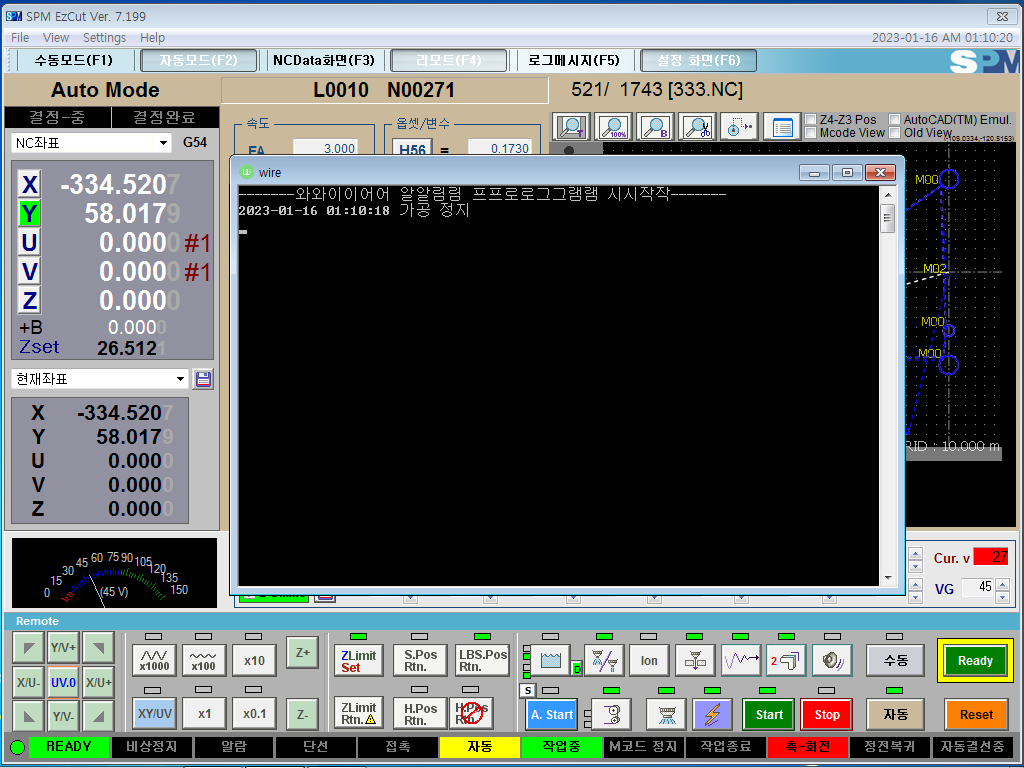 SPM EzCut Ver. 7.199
File View Settings Help
2023-01-16 AM 01:10:20
수동모드(F1) 자동모드(F2) NCData화면(F3) 리모트(F4) 로그메시지(F5) 설정 화면(F6)
SPM
Auto Mode
L0010 N00271
521/ 1743 [333.NC]
결정-중 결정완료
NC좌표 G54
속도
FA 3.000
옵셋/변수
H56 = 0.1730
Z4-Z3 Pos AutoCAD(TM) Emul.
Mcode View Old View
X -334.5207
Y 58.0179
U 0.0000 #1
V 0.0000 #1
Z 0.0000
+B 0.0000
Zset 26.5121
현재좌표
X -334.5207
Y 58.0179
U 0.0000
V 0.0000
Z 0.0000
wire
-------와와이이어어 알알림림 프프로로그그램램 시시작작-------
2023-01-16 01:10:18 가공 정지
M00
M02
M00
M00
RID : 10.000 m
0 15 30 45 60 75 90 105 120 135 150
(45 V)
Cur. v 27
VG 45
Remote
Y/V+
X/U- UV.0 X/U+
Y/V-
x1000 x100 x10 Z+
XY/UV x1 x0.1 Z-
ZLimit Set S.Pos Rtn. LBS.Pos Rtn.
ZLimit Rtn. H.Pos Rtn. H.Pos Rtn.
D Ion 2 수동 Ready
S A. Start Start Stop 자동 Reset
READY 비상정지 알람 단선 접촉 자동 작업중 M코드 정지 작업종료 축-회전 정전복귀 자동결선중